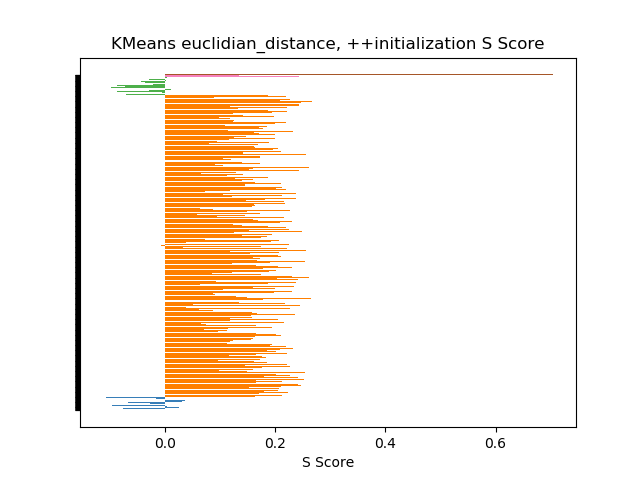 KMeans euclidian_distance, ++initialization S Score
0.0 0.2 0.4 0.6
S Score